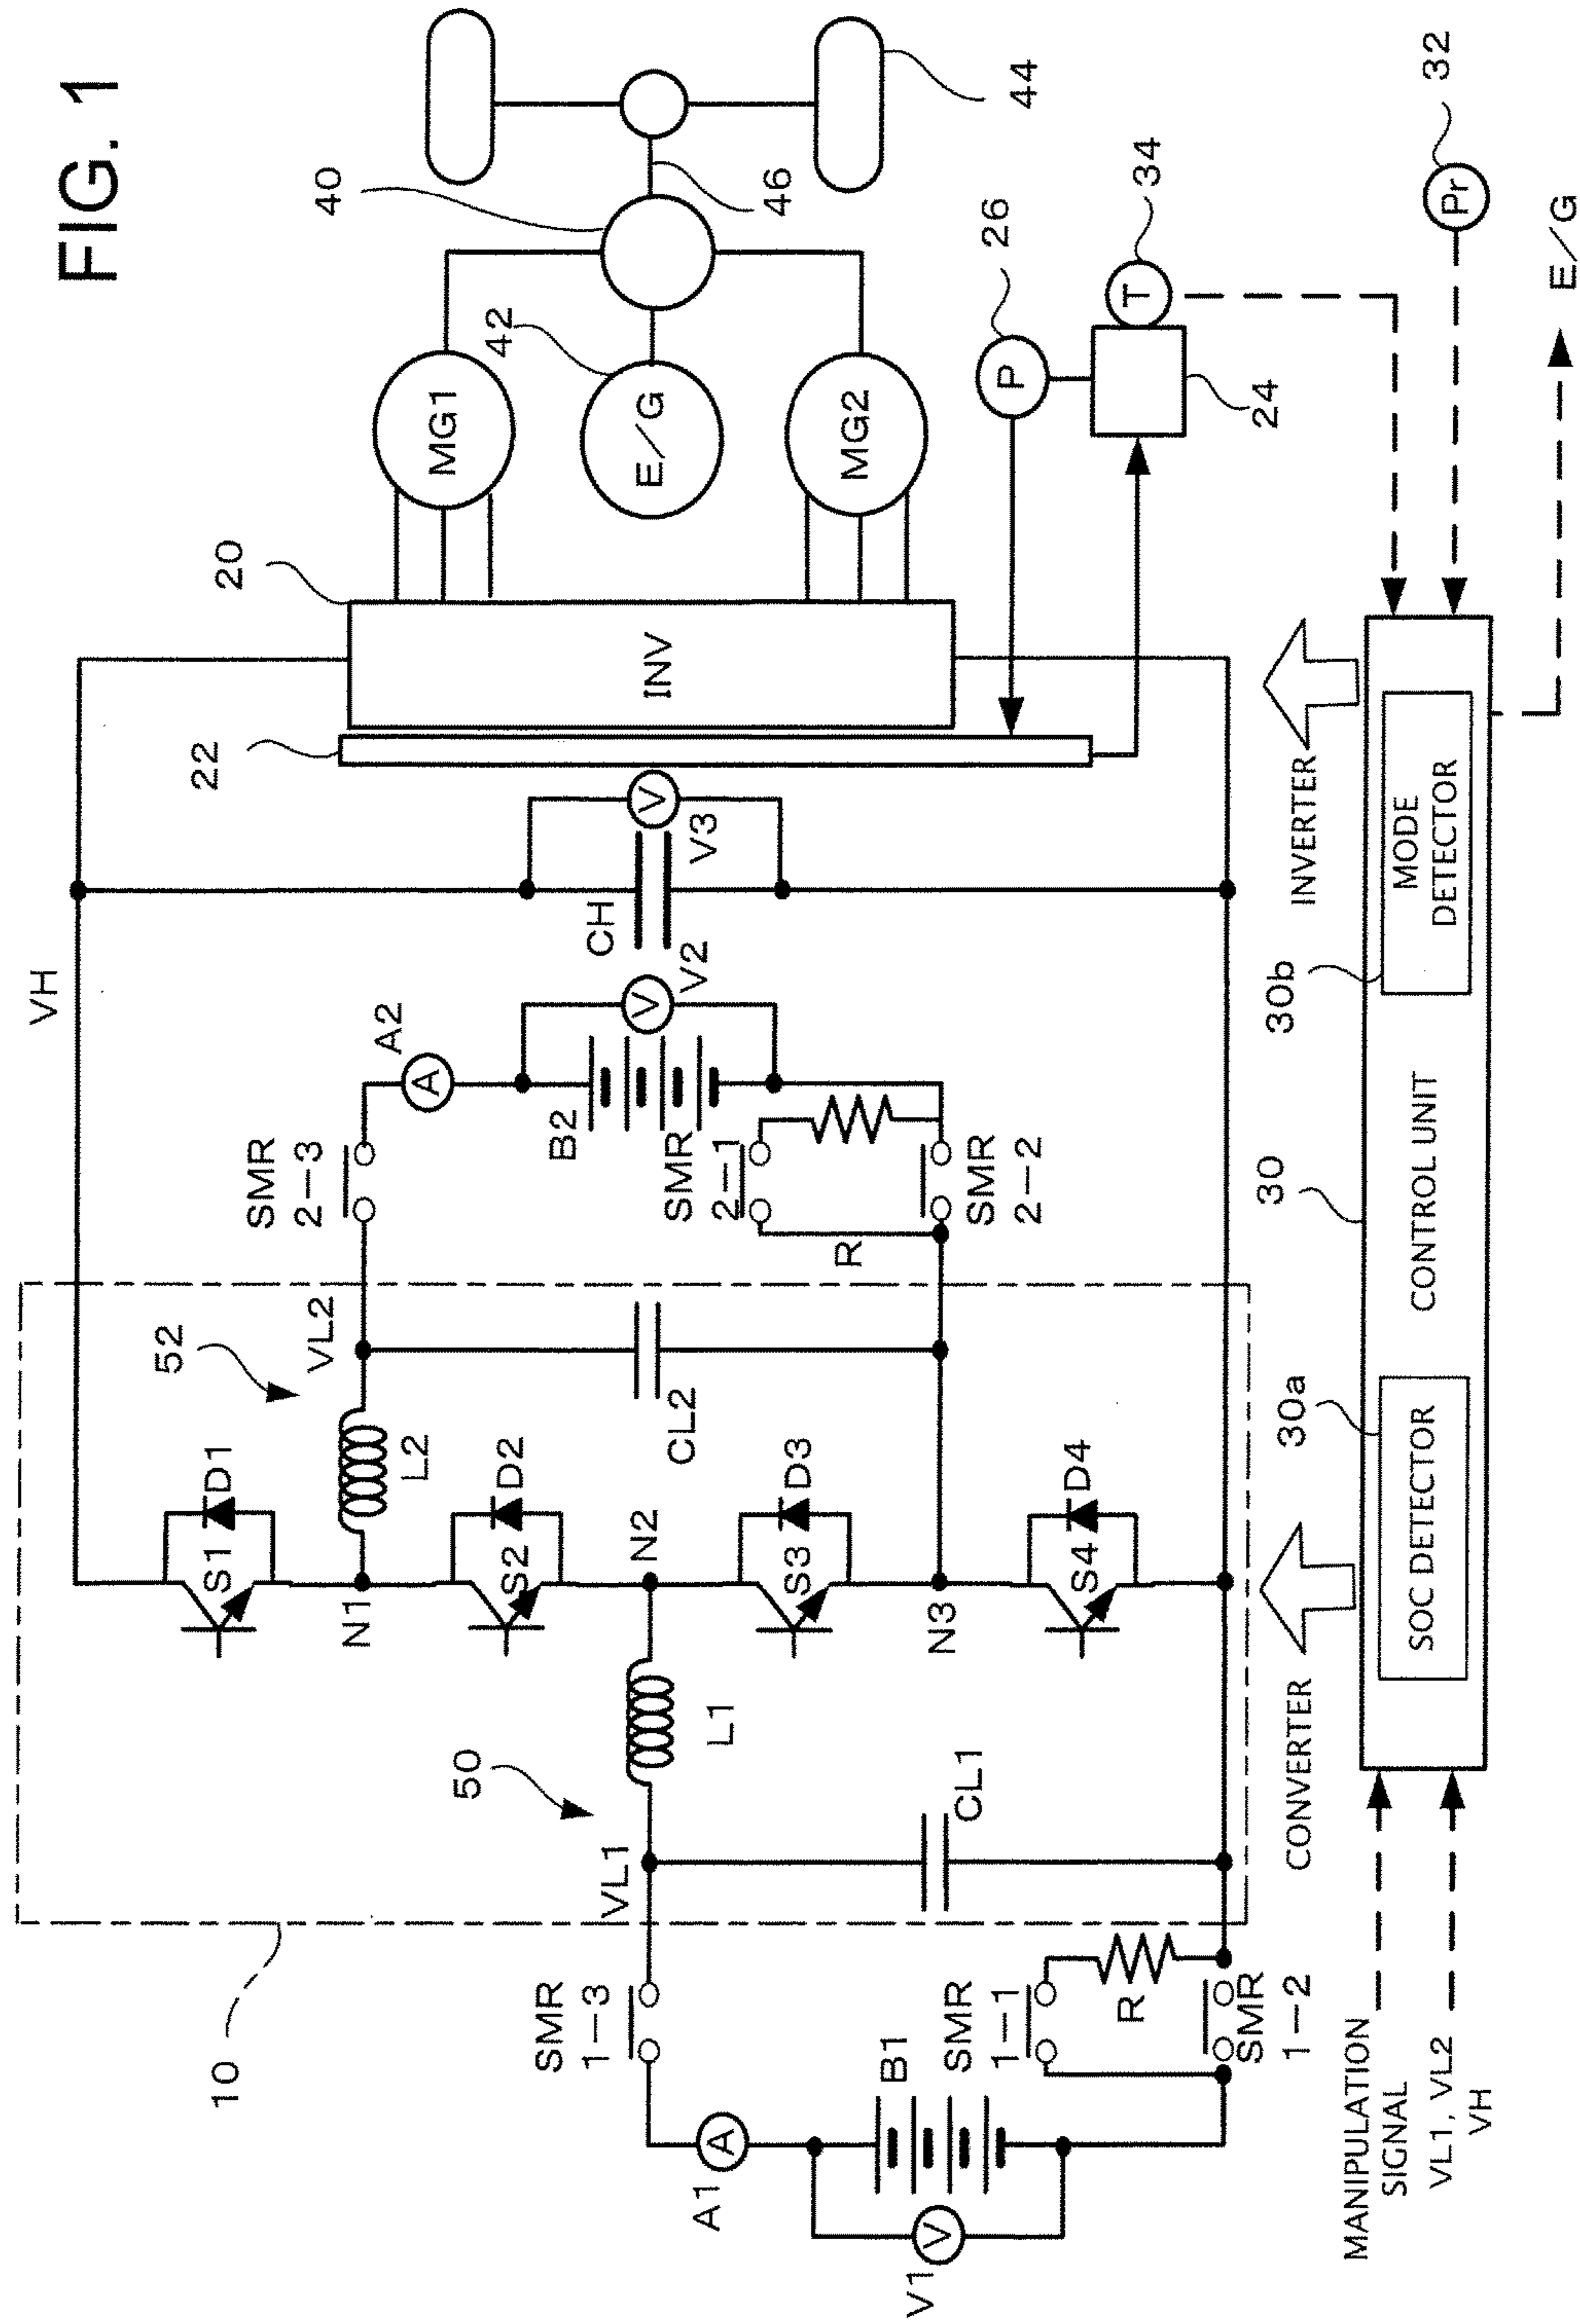 FIG. 1
VH
20
22
40
42
44
46
MG1
E/G
MG2
INV
26
P
34
T
24
32
Pr
E/G
V
V3
CH
A2
A
V
V2
B2
SMR
2-3
SMR
2-1
SMR
2-2
R
52
VL2
L2
CL2
S1
D1
S2
D2
S3
D3
S4
D4
N1
N2
N3
50
VL1
L1
CL1
10
SMR
1-3
SMR
1-1
SMR
1-2
R
A1
A
B1
V
V1
CONVERTER
INVERTER
30
30a
SOC DETECTOR
CONTROL UNIT
30b
MODE
DETECTOR
MANIPULATION
SIGNAL
VL1, VL2
VH